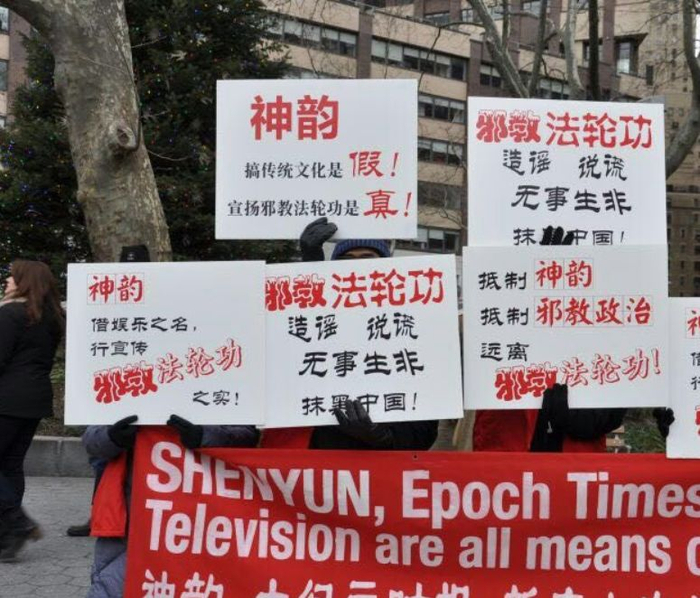 神韵
搞传统文化是假！
宣扬邪教法轮功是真！
邪教法轮功
造谣 说谎
无事生非
抹黑中国！
神韵
借娱乐之名，
行宣传
邪教法轮功
之实！
邪教法轮功
造谣 说谎
无事生非
抹黑中国！
抵制神韵
抵制邪教政治
远离
邪教法轮功！
SHENYUN, Epoch Times
Television are all means
神韵